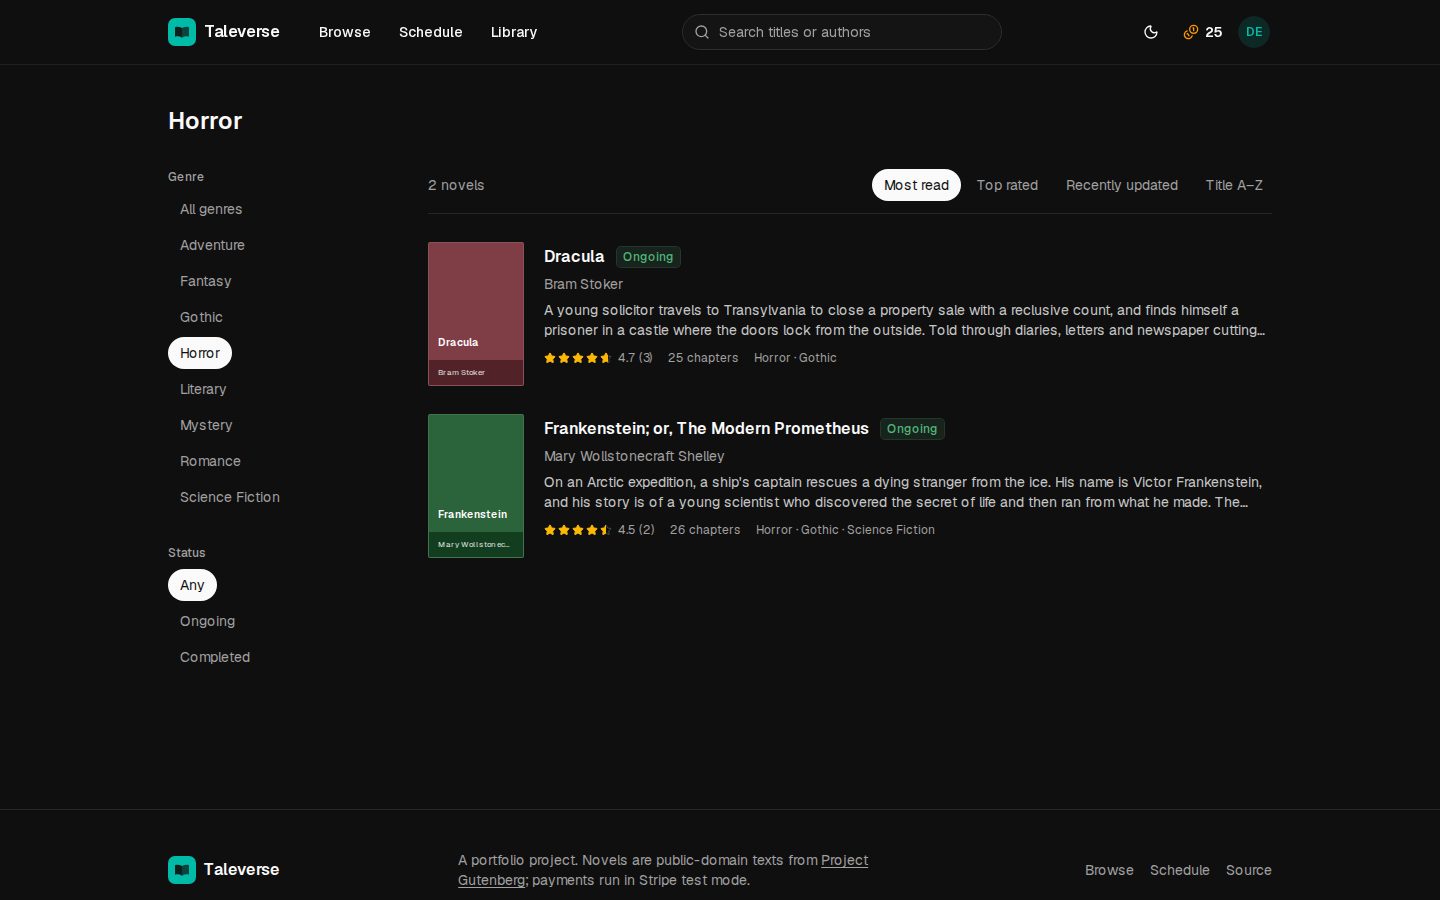 Taleverse
Browse
Schedule
Library
Search titles or authors
25
DE
Horror
Genre
All genres
Adventure
Fantasy
Gothic
Horror
Literary
Mystery
Romance
Science Fiction
Status
Any
Ongoing
Completed
2 novels
Most read
Top rated
Recently updated
Title A–Z
Dracula
Bram Stoker
Dracula Ongoing
Bram Stoker
A young solicitor travels to Transylvania to close a property sale with a reclusive count, and finds himself a
prisoner in a castle where the doors lock from the outside. Told through diaries, letters and newspaper cutting…
4.7 (3) 25 chapters Horror · Gothic
Frankenstein
Mary Wollstonec…
Frankenstein; or, The Modern Prometheus Ongoing
Mary Wollstonecraft Shelley
On an Arctic expedition, a ship's captain rescues a dying stranger from the ice. His name is Victor Frankenstein,
and his story is of a young scientist who discovered the secret of life and then ran from what he made. The…
4.5 (2) 26 chapters Horror · Gothic · Science Fiction
Taleverse
A portfolio project. Novels are public-domain texts from Project
Gutenberg; payments run in Stripe test mode.
Browse
Schedule
Source